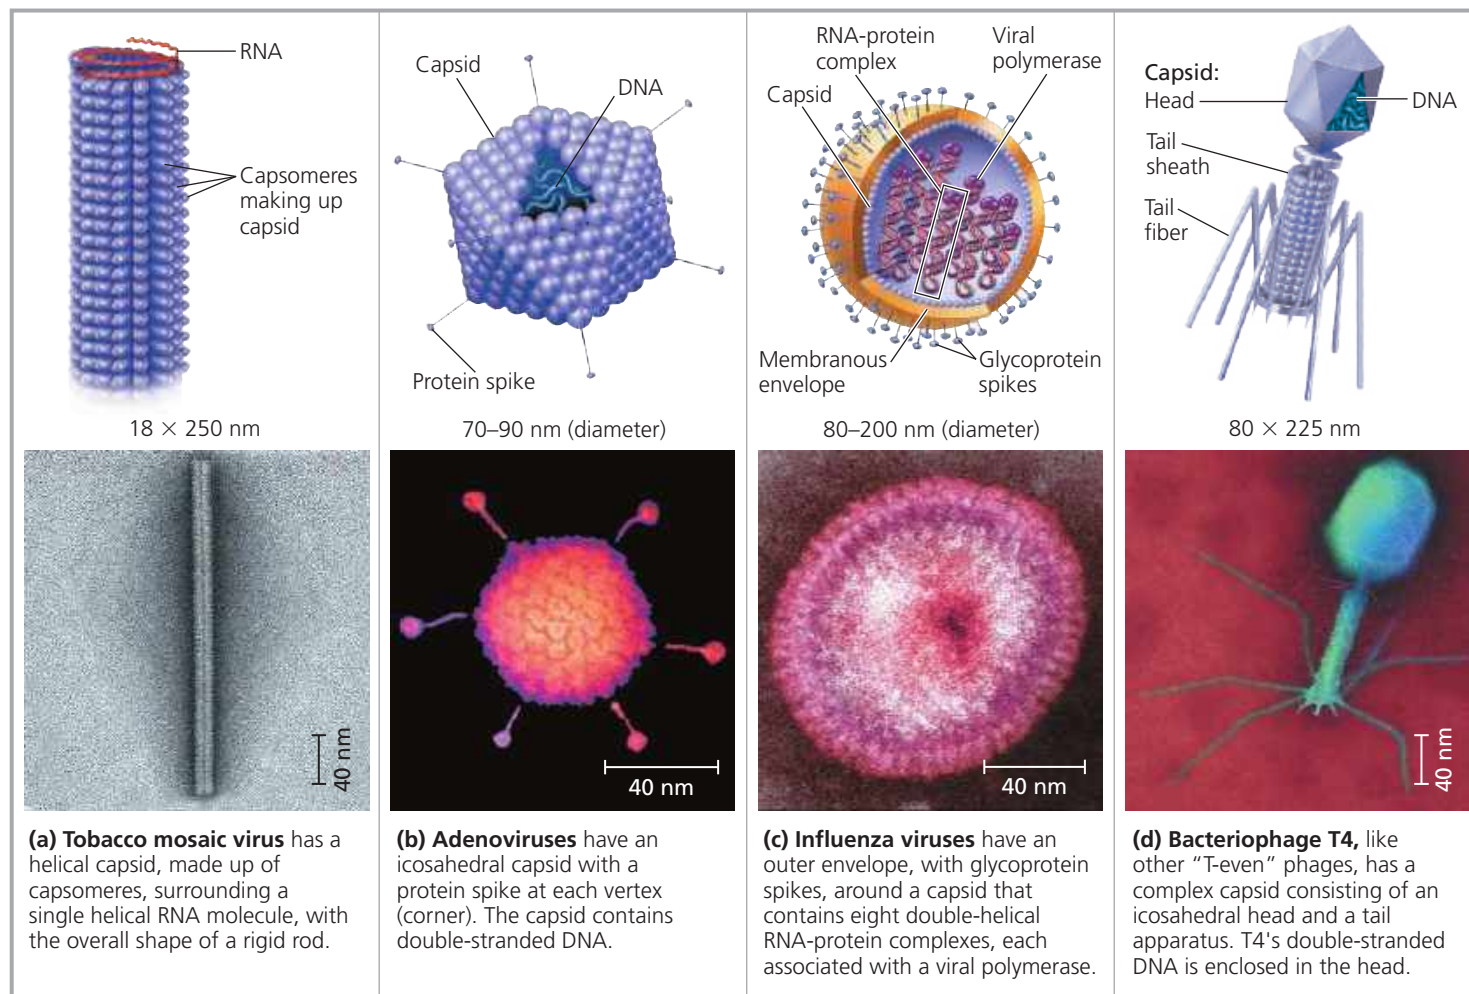 RNA
Capsomeres
making up
capsid
18 × 250 nm
40 nm
(a) Tobacco mosaic virus has a
helical capsid, made up of
capsomeres, surrounding a
single helical RNA molecule, with
the overall shape of a rigid rod.
Capsid
DNA
Protein spike
70–90 nm (diameter)
40 nm
(b) Adenoviruses have an
icosahedral capsid with a
protein spike at each vertex
(corner). The capsid contains
double-stranded DNA.
RNA-protein
complex
Viral
polymerase
Capsid
Membranous
envelope
Glycoprotein
spikes
80–200 nm (diameter)
40 nm
(c) Influenza viruses have an
outer envelope, with glycoprotein
spikes, around a capsid that
contains eight double-helical
RNA-protein complexes, each
associated with a viral polymerase.
Capsid:
Head
DNA
Tail
sheath
Tail
fiber
80 × 225 nm
40 nm
(d) Bacteriophage T4, like
other “T-even” phages, has a
complex capsid consisting of an
icosahedral head and a tail
apparatus. T4's double-stranded
DNA is enclosed in the head.